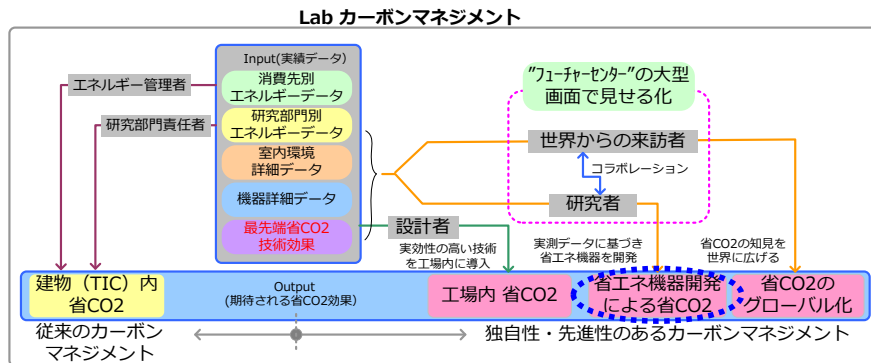 Lab カーボンマネジメント
Input(実績データ)
エネルギー管理者
消費先別
エネルギーデータ
研究部門責任者
研究部門別
エネルギーデータ
室内環境
詳細データ
機器詳細データ
最先端省CO2
技術効果
”フューチャーセンター”の大型
画面で見せる化
世界からの来訪者
コラボレーション
研究者
設計者
実効性の高い技術
を工場内に導入
実測データに基づき
省エネ機器を開発
省CO2の知見を
世界に広げる
建物（TIC）内
省CO2
Output
(期待される省CO2効果)
工場内 省CO2
省エネ機器開発
による省CO2
省CO2の
グローバル化
従来のカーボン
マネジメント
独自性・先進性のあるカーボンマネジメント